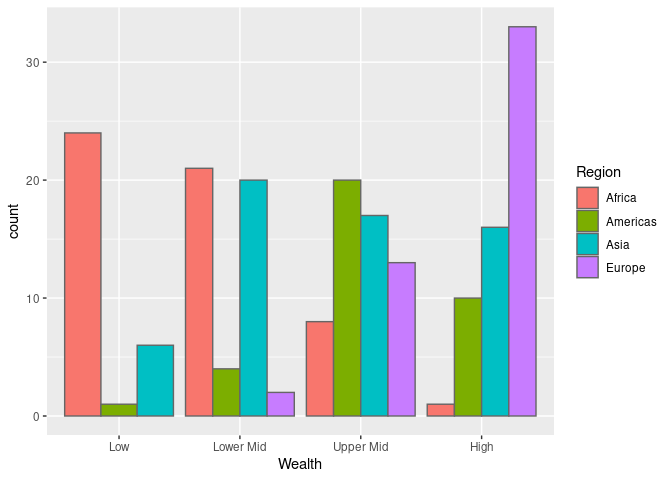 30
20
10
0
count
Low Lower Mid Upper Mid High
Wealth
Region
Africa
Americas
Asia
Europe